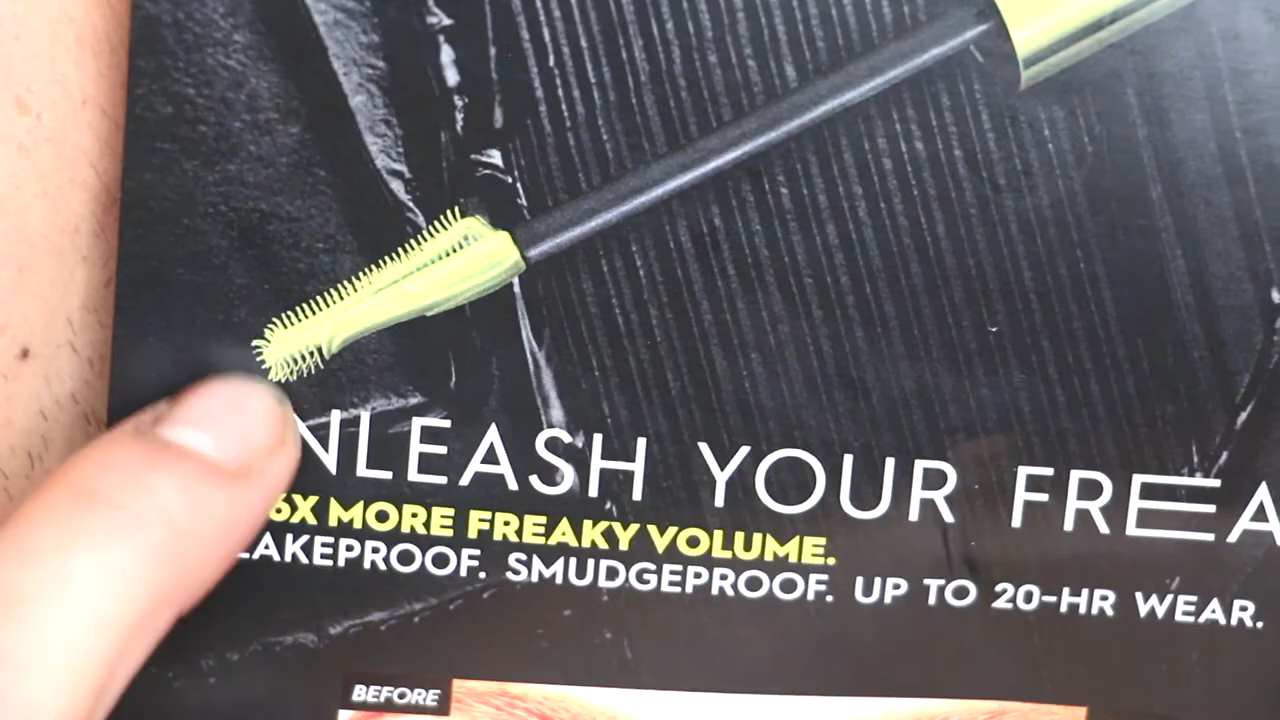 NLEASH YOUR FREA
6X MORE FREAKY VOLUME.
LAKEPROOF. SMUDGEPROOF. UP TO 20-HR WEAR.
BEFORE